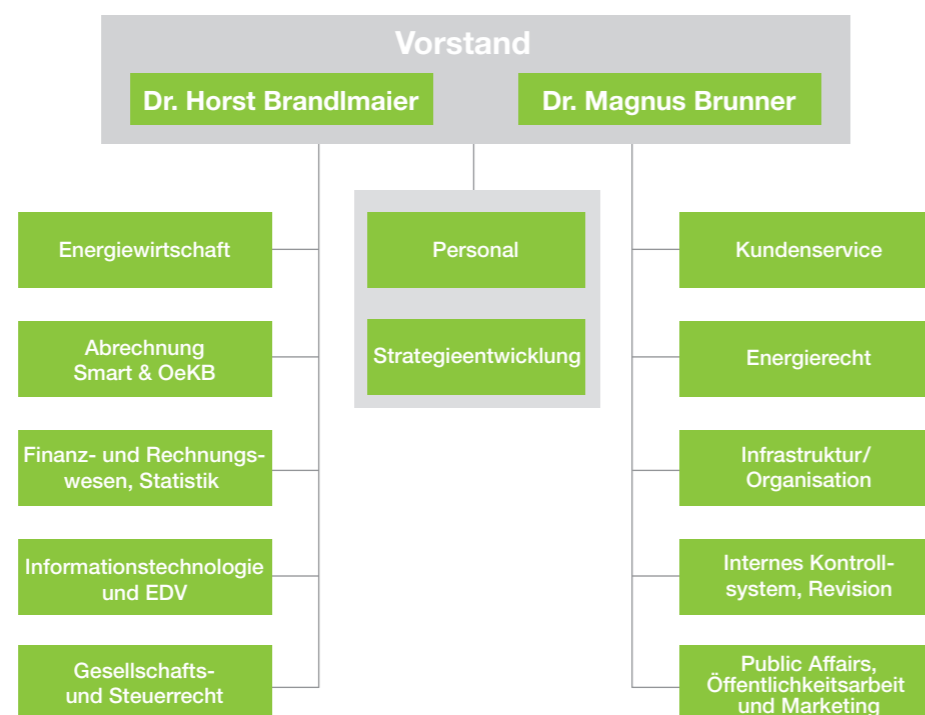 Vorstand
Dr. Horst Brandlmaier
Dr. Magnus Brunner
Energiewirtschaft
Personal
Kundenservice
Abrechnung
Smart & OeKB
Strategieentwicklung
Energierecht
Finanz- und Rechnungs-
wesen, Statistik
Infrastruktur/
Organisation
Informationstechnologie
und EDV
Internes Kontroll-
system, Revision
Gesellschafts-
und Steuerrecht
Public Affairs,
Öffentlichkeitsarbeit
und Marketing